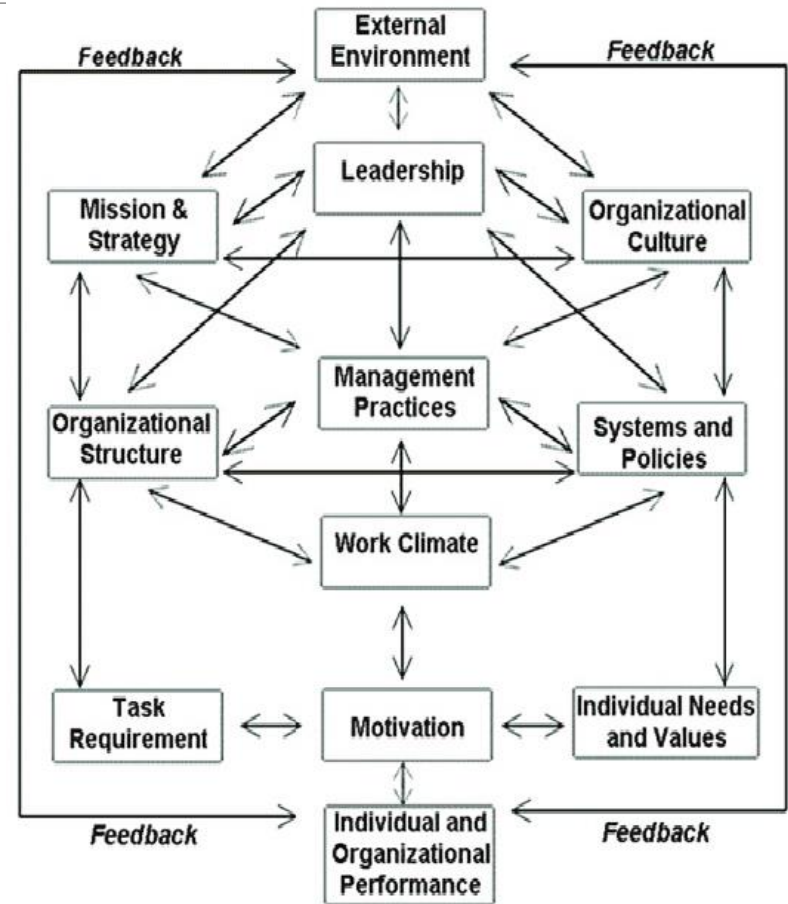 External
Environment
Feedback
Feedback
Leadership
Mission &
Strategy
Organizational
Culture
Management
Practices
Organizational
Structure
Systems and
Policies
Work Climate
Task
Requirement
Motivation
Individual Needs
and Values
Feedback
Individual and
Organizational
Performance
Feedback